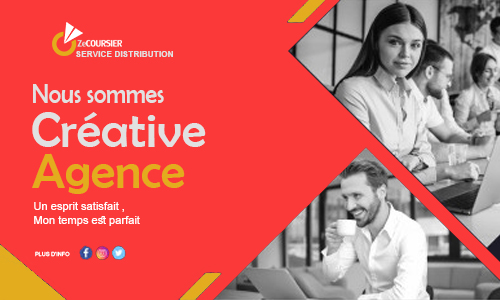 ZeCOURSIER
SERVICE DISTRIBUTION
Nous sommes
Créative
Agence
Un esprit satisfait ,
Mon temps est parfait
PLUS D'INFO